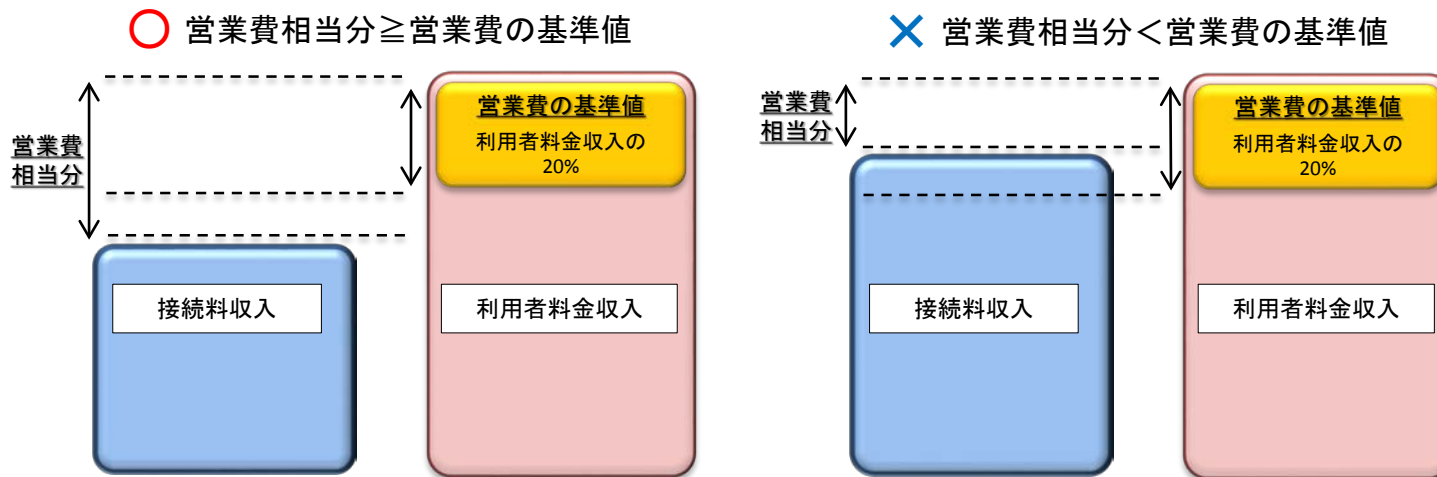 ○ 営業費相当分≧営業費の基準値
営業費
相当分
営業費の基準値
利用者料金収入の
20%
接続料収入
利用者料金収入
× 営業費相当分＜営業費の基準値
営業費
相当分
営業費の基準値
利用者料金収入の
20%
接続料収入
利用者料金収入